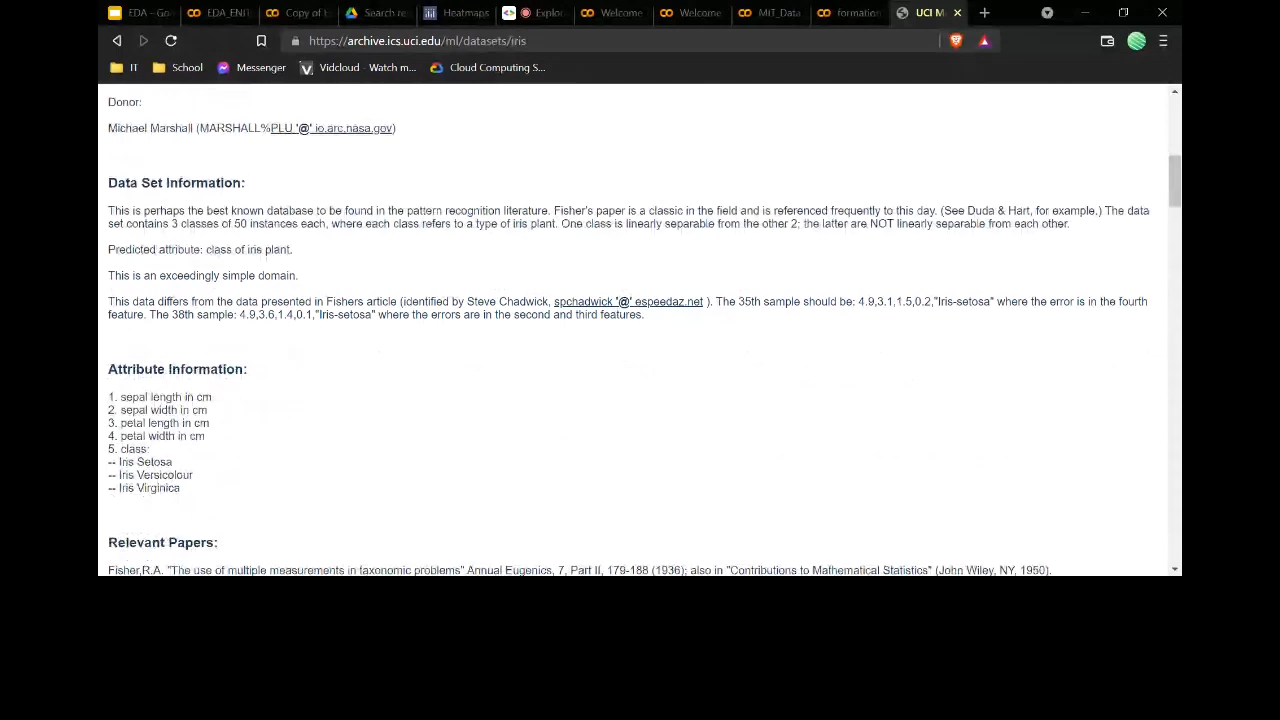 EDA – Goo
EDA_ENIT
Copy of E
Search re
Heatmaps
Explor
Welcome
Welcome
MIT_Data
formation
UCI M
https://archive.ics.uci.edu/ml/datasets/iris
IT
School
Messenger
Vidcloud - Watch m...
Cloud Computing S...
Donor:
Michael Marshall (MARSHALL%PLU '@' io.arc.nasa.gov)
Data Set Information:
This is perhaps the best known database to be found in the pattern recognition literature. Fisher's paper is a classic in the field and is referenced frequently to this day. (See Duda & Hart, for example.) The data
set contains 3 classes of 50 instances each, where each class refers to a type of iris plant. One class is linearly separable from the other 2; the latter are NOT linearly separable from each other.
Predicted attribute: class of iris plant.
This is an exceedingly simple domain.
This data differs from the data presented in Fishers article (identified by Steve Chadwick, spchadwick '@' espeedaz.net ). The 35th sample should be: 4.9,3.1,1.5,0.2,"Iris-setosa" where the error is in the fourth
feature. The 38th sample: 4.9,3.6,1.4,0.1,"Iris-setosa" where the errors are in the second and third features.
Attribute Information:
1. sepal length in cm
2. sepal width in cm
3. petal length in cm
4. petal width in cm
5. class:
-- Iris Setosa
-- Iris Versicolour
-- Iris Virginica
Relevant Papers:
Fisher,R.A. "The use of multiple measurements in taxonomic problems" Annual Eugenics, 7, Part II, 179-188 (1936); also in "Contributions to Mathematical Statistics" (John Wiley, NY, 1950).